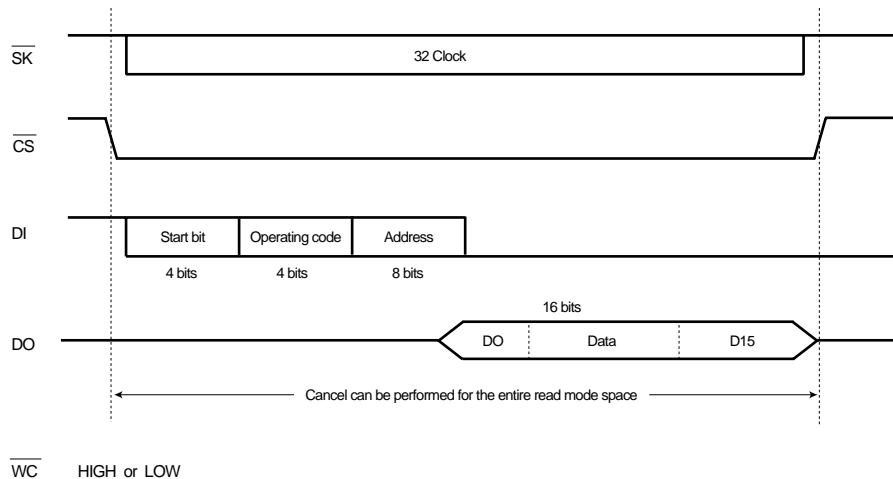 SK
32 Clock
CS
DI
Start bit
Operating code
Address
4 bits
4 bits
8 bits
16 bits
DO
DO
Data
D15
Cancel can be performed for the entire read mode space
WC HIGH or LOW